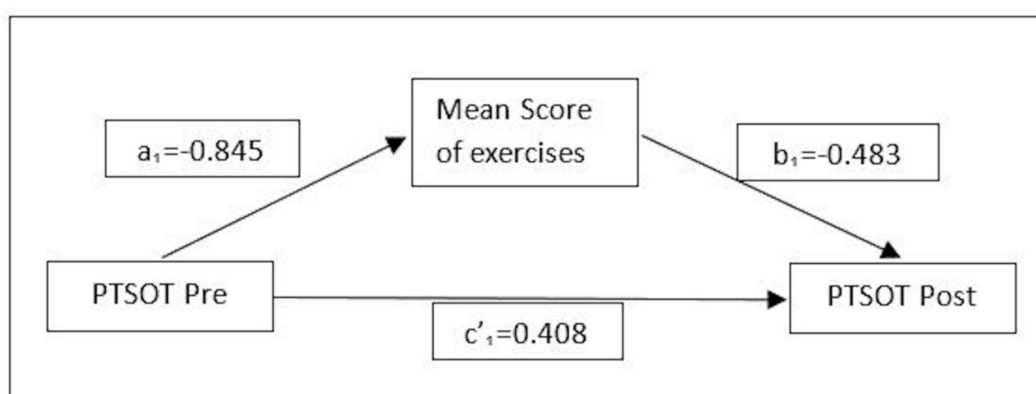 Mean Score
of exercises
a₁=-0.845
b₁=-0.483
PTSOT Pre
PTSOT Post
c’₁=0.408